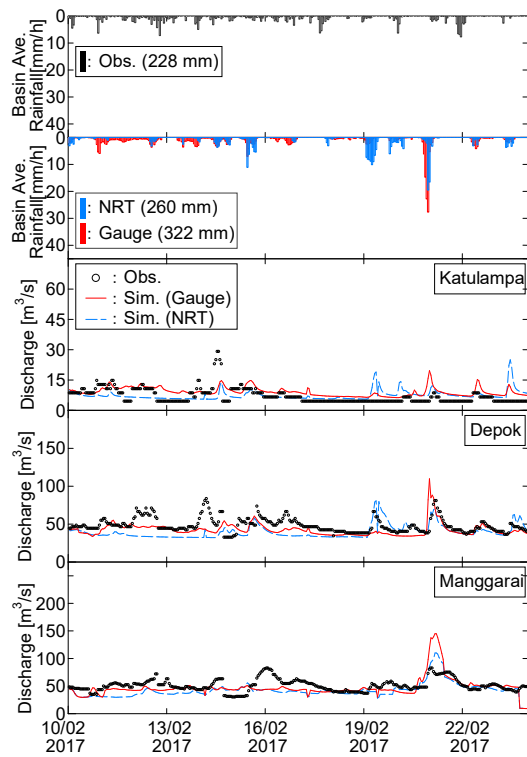 Basin Ave.
Rainfall[mm/h]
0
10
20
30
40
: Obs. (228 mm)
Basin Ave.
Rainfall[mm/h]
0
10
20
30
40
: NRT (260 mm)
: Gauge (322 mm)
Discharge [m³/s]
60
45
30
15
0
: Obs.
: Sim. (Gauge)
: Sim. (NRT)
Katulampa
Discharge [m³/s]
150
100
50
0
Depok
Discharge [m³/s]
250
200
150
100
50
0
Manggarai
10/02 13/02 16/02 19/02 22/02
2017 2017 2017 2017 2017